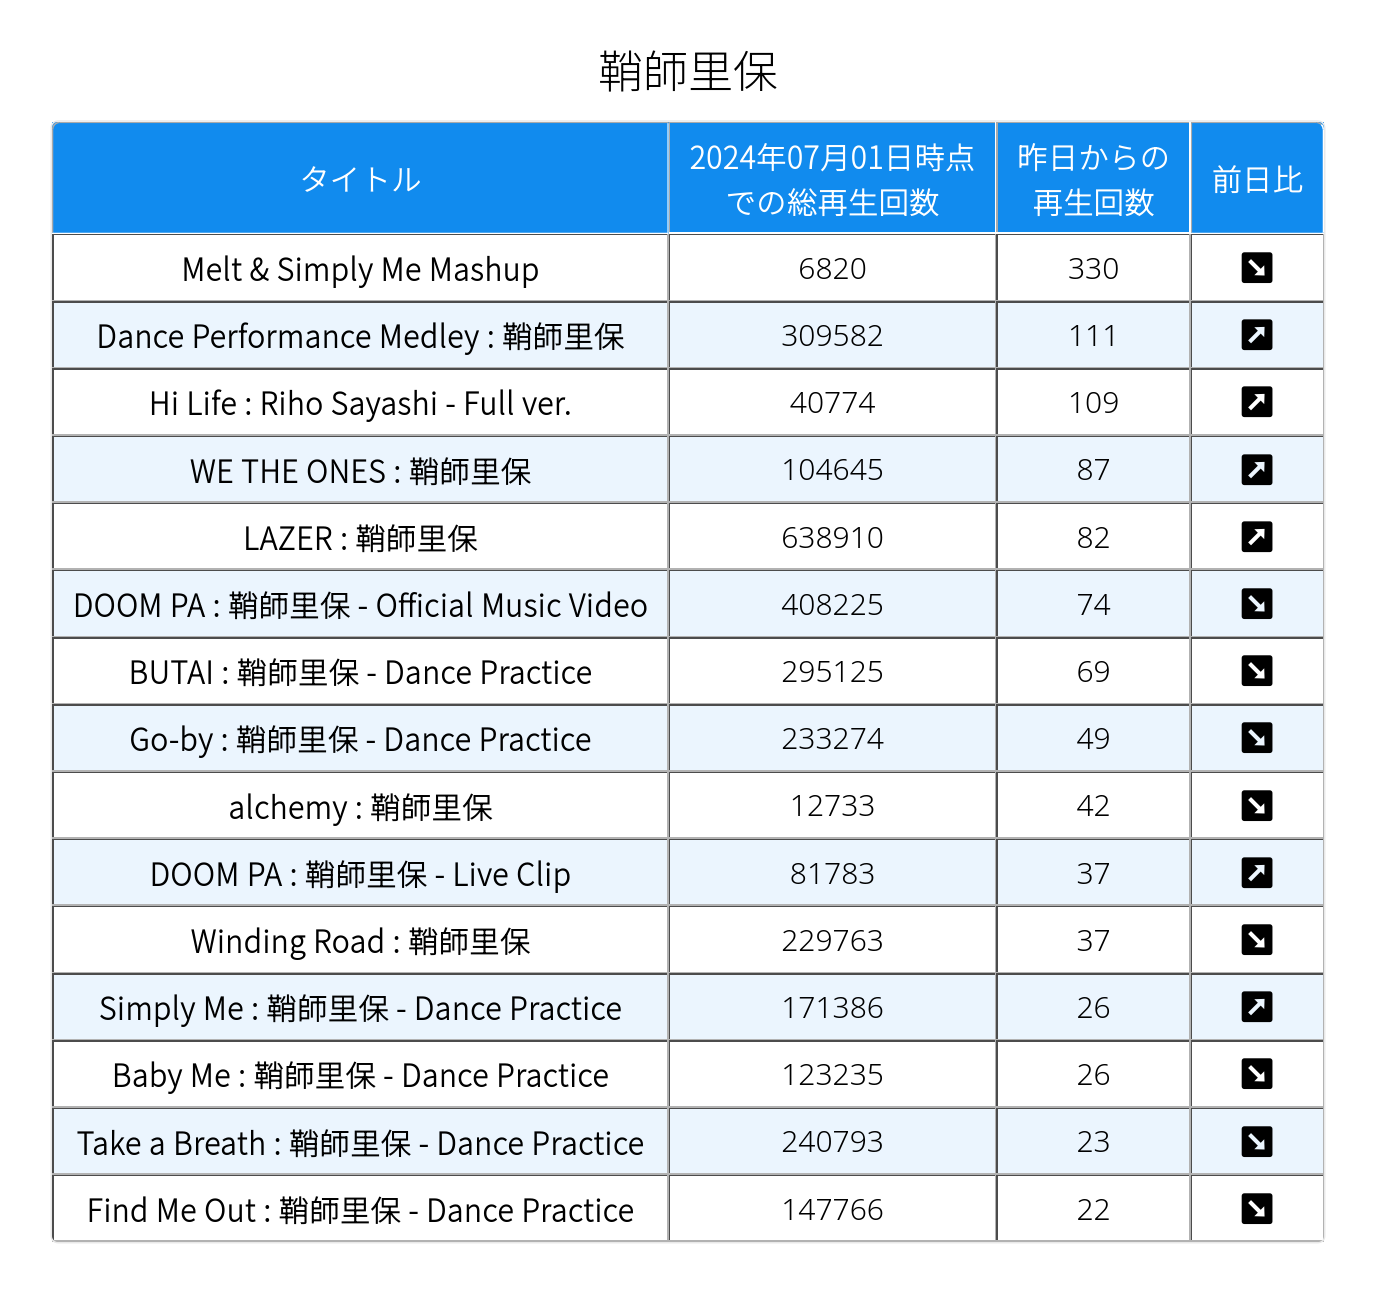 鞘師里保
タイトル 2024年07月01日時点での総再生回数 昨日からの再生回数 前日比
Melt & Simply Me Mashup 6820 330 ↘
Dance Performance Medley : 鞘師里保 309582 111 ↗
Hi Life : Riho Sayashi - Full ver. 40774 109 ↗
WE THE ONES : 鞘師里保 104645 87 ↗
LAZER : 鞘師里保 638910 82 ↗
DOOM PA : 鞘師里保 - Official Music Video 408225 74 ↘
BUTAI : 鞘師里保 - Dance Practice 295125 69 ↘
Go-by : 鞘師里保 - Dance Practice 233274 49 ↘
alchemy : 鞘師里保 12733 42 ↘
DOOM PA : 鞘師里保 - Live Clip 81783 37 ↗
Winding Road : 鞘師里保 229763 37 ↘
Simply Me : 鞘師里保 - Dance Practice 171386 26 ↗
Baby Me : 鞘師里保 - Dance Practice 123235 26 ↘
Take a Breath : 鞘師里保 - Dance Practice 240793 23 ↘
Find Me Out : 鞘師里保 - Dance Practice 147766 22 ↘